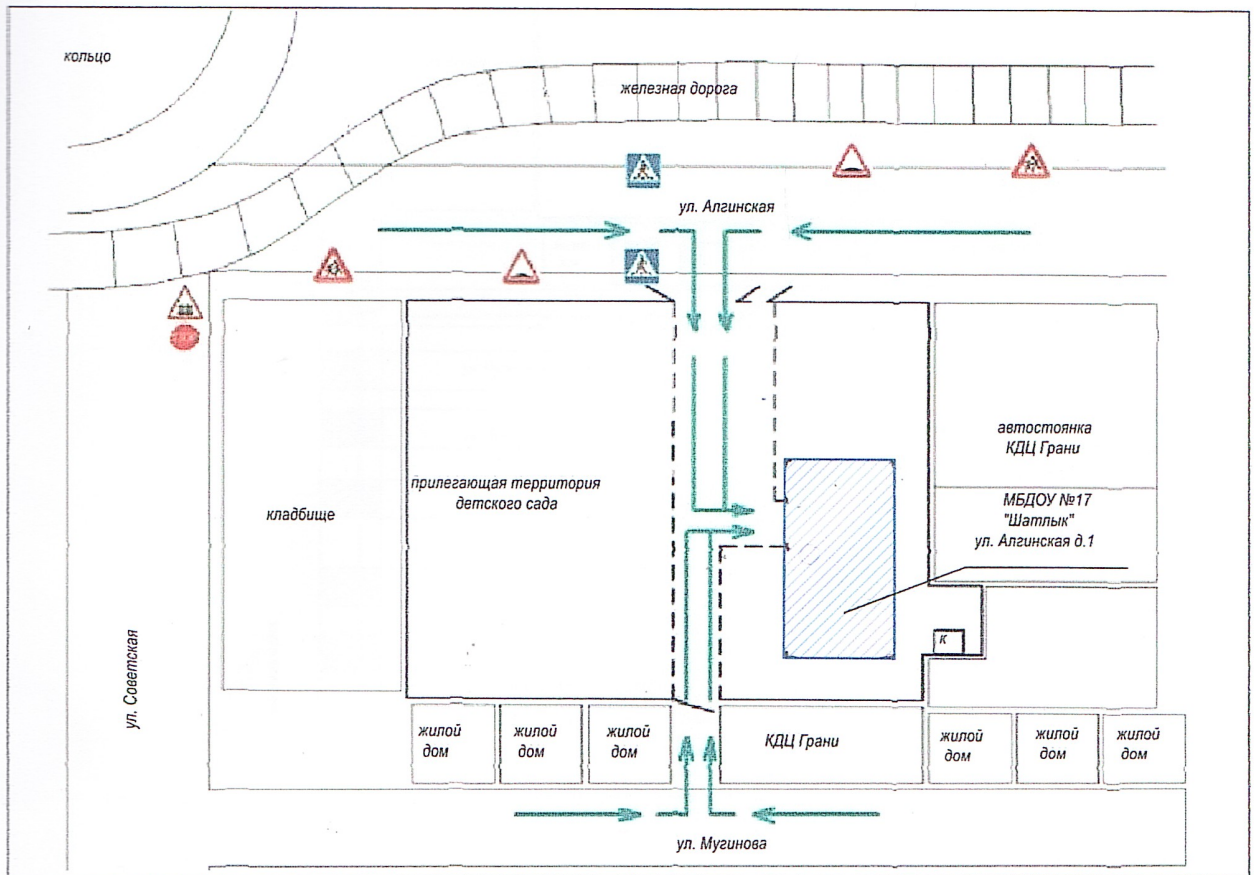 кольцо
железная дорога
ул. Алгинская
автостоянка
КДЦ Грани
прилегающая территория
детского сада
кладбище
МБДОУ №17
"Шатлык"
ул. Алгинская д.1
К
ул. Советская
жилой
дом
жилой
дом
жилой
дом
КДЦ Грани
жилой
дом
жилой
дом
жилой
дом
ул. Мугинова